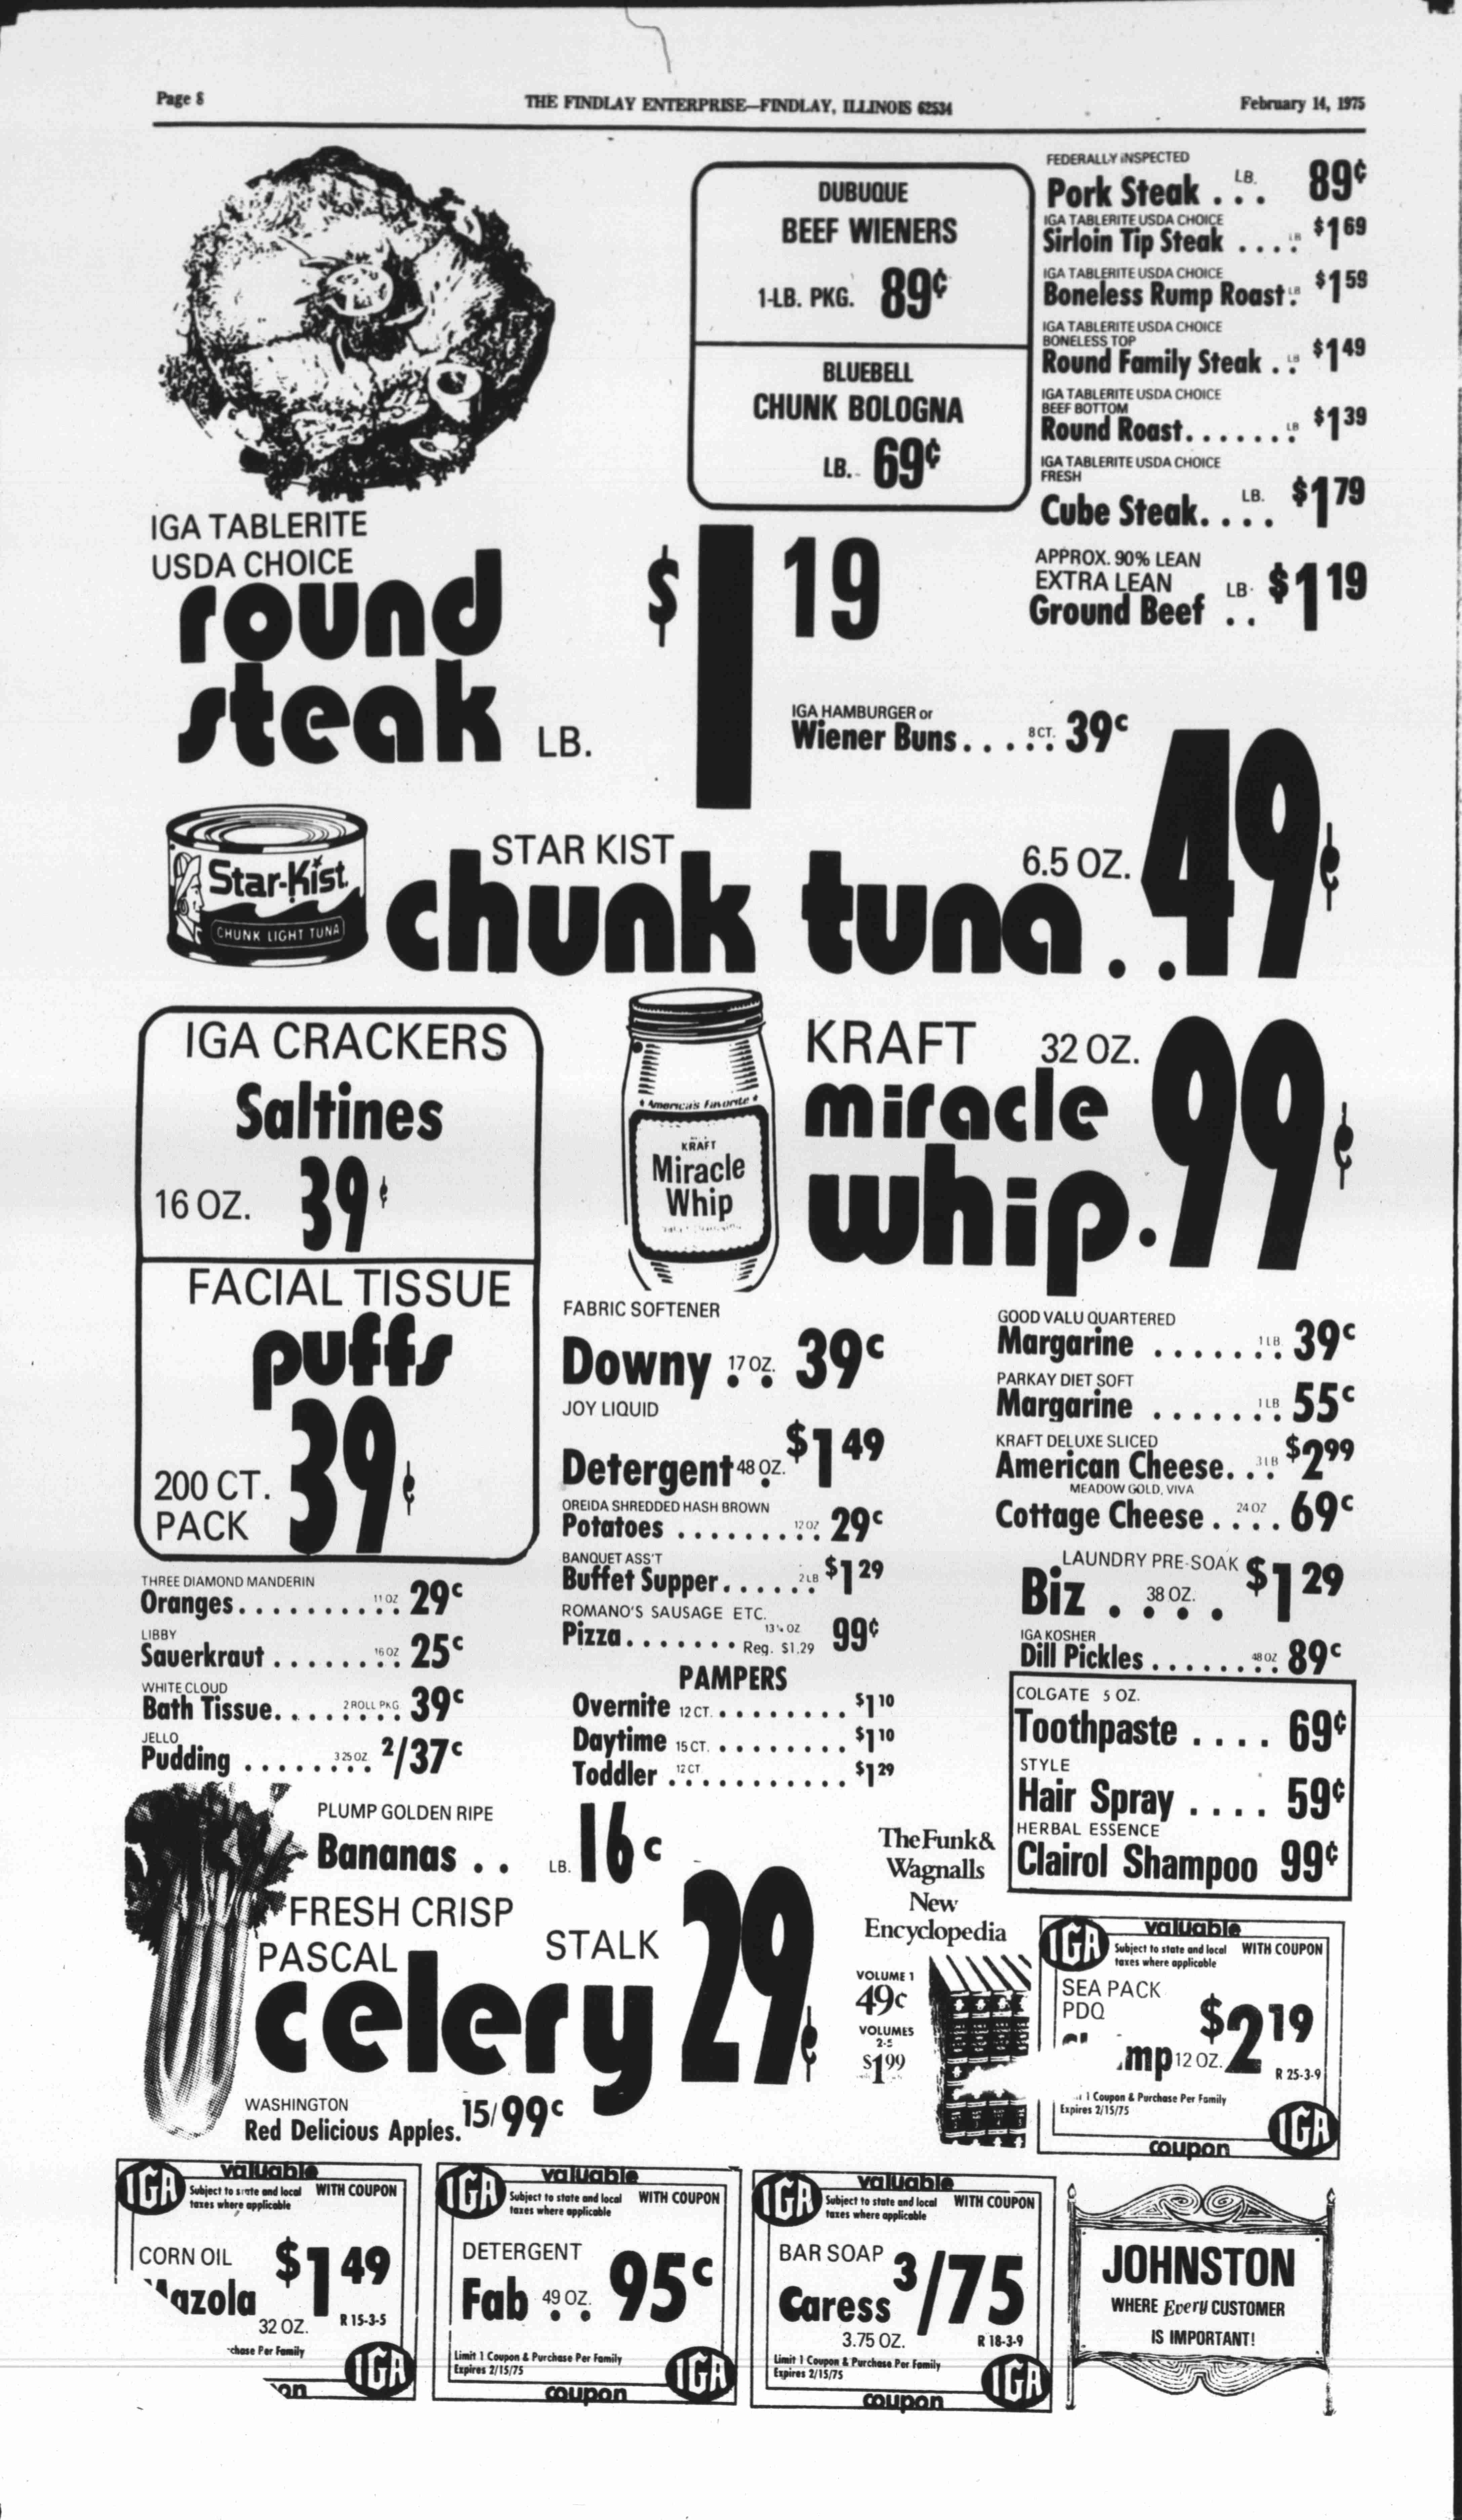 Page 8
THE FINDLAY ENTERPRISE—FINDLAY, ILLINOIS 62534
February 14, 1975
DUBUQUE
BEEF WIENERS
1-LB. PKG. 89¢
BLUEBELL
CHUNK BOLOGNA
LB. 69¢
FEDERALLY INSPECTED
Pork Steak . . . LB. 89¢
IGA TABLERITE USDA CHOICE
Sirloin Tip Steak . . . . LB $1 69
IGA TABLERITE USDA CHOICE
Boneless Rump Roast . LB $1 59
IGA TABLERITE USDA CHOICE
BONELESS TOP
Round Family Steak . . LB $1 49
IGA TABLERITE USDA CHOICE
BEEF BOTTOM
Round Roast. . . . . . . LB $1 39
IGA TABLERITE USDA CHOICE
FRESH
Cube Steak. . . . LB. $1 79
APPROX. 90% LEAN
EXTRA LEAN
Ground Beef . . LB. $1 19
IGA TABLERITE
USDA CHOICE
round
steak LB. $1 19
IGA HAMBURGER or
Wiener Buns. . . . . . 8 CT. 39¢
Star-Kist
CHUNK LIGHT TUNA
STAR KIST
chunk tuna . . 6.5 OZ. 49¢
IGA CRACKERS
Saltines
16 OZ. 39¢
FACIAL TISSUE
puffs
200 CT.
PACK
39¢
America's Favorite
KRAFT
Miracle
Whip
KRAFT 32 OZ.
miracle
whip. 99¢
FABRIC SOFTENER
Downy . . 17 OZ. 39¢
JOY LIQUID
Detergent 48 OZ. $1 49
OREIDA SHREDDED HASH BROWN
Potatoes . . . . . . . . 12 OZ 29¢
BANQUET ASS'T
Buffet Supper. . . . . . 2 LB $1 29
ROMANO'S SAUSAGE ETC.
Pizza. . . . . . . 13¼ OZ
Reg. $1.29 99¢
PAMPERS
Overnite 12 CT. . . . . . . . . $1 10
Daytime 15 CT. . . . . . . . . $1 10
Toddler 12 CT . . . . . . . . . . $1 29
GOOD VALU QUARTERED
Margarine . . . . . . . 1 LB. 39¢
PARKAY DIET SOFT
Margarine . . . . . . . 1 LB 55¢
KRAFT DELUXE SLICED
American Cheese. . . 3 LB $2 99
MEADOW GOLD, VIVA
Cottage Cheese . . . . 24 OZ 69¢
LAUNDRY PRE-SOAK
Biz . . . . 38 OZ. $1 29
IGA KOSHER
Dill Pickles . . . . . . . . 48 OZ 89¢
THREE DIAMOND MANDERIN
Oranges. . . . . . . . . . 11 OZ 29¢
LIBBY
Sauerkraut . . . . . . . . 16 OZ 25¢
WHITE CLOUD
Bath Tissue. . . . . . . . 2 ROLL PKG 39¢
JELLO
Pudding . . . . . . . . 3.25 OZ. 2/37¢
COLGATE 5 OZ.
Toothpaste . . . . 69¢
STYLE
Hair Spray . . . . 59¢
HERBAL ESSENCE
Clairol Shampoo 99¢
PLUMP GOLDEN RIPE
Bananas . . LB. 16¢
FRESH CRISP
PASCAL
celery STALK 29¢
WASHINGTON
Red Delicious Apples. 15/99¢
The Funk &
Wagnalls
New
Encyclopedia
VOLUME 1
49¢
VOLUMES
2-5
$1 99
IGA valuable
Subject to state and local
taxes where applicable
WITH COUPON
SEA PACK
PDQ
mp 12 OZ. $2 19
R 25-3-9
1 Coupon & Purchase Per Family
Expires 2/15/75
coupon IGA
IGA valuable
Subject to state and local
taxes where applicable
WITH COUPON
CORN OIL
Mazola $1 49
32 OZ. R 15-3-5
chase Per Family
on IGA
IGA valuable
Subject to state and local
taxes where applicable
WITH COUPON
DETERGENT
Fab . . 49 OZ. 95¢
Limit 1 Coupon & Purchase Per Family
Expires 2/15/75
coupon IGA
IGA valuable
Subject to state and local
taxes where applicable
WITH COUPON
BAR SOAP
Caress 3/75
3.75 OZ. R 18-3-9
Limit 1 Coupon & Purchase Per Family
Expires 2/15/75
coupon IGA
JOHNSTON
WHERE Every CUSTOMER
IS IMPORTANT!